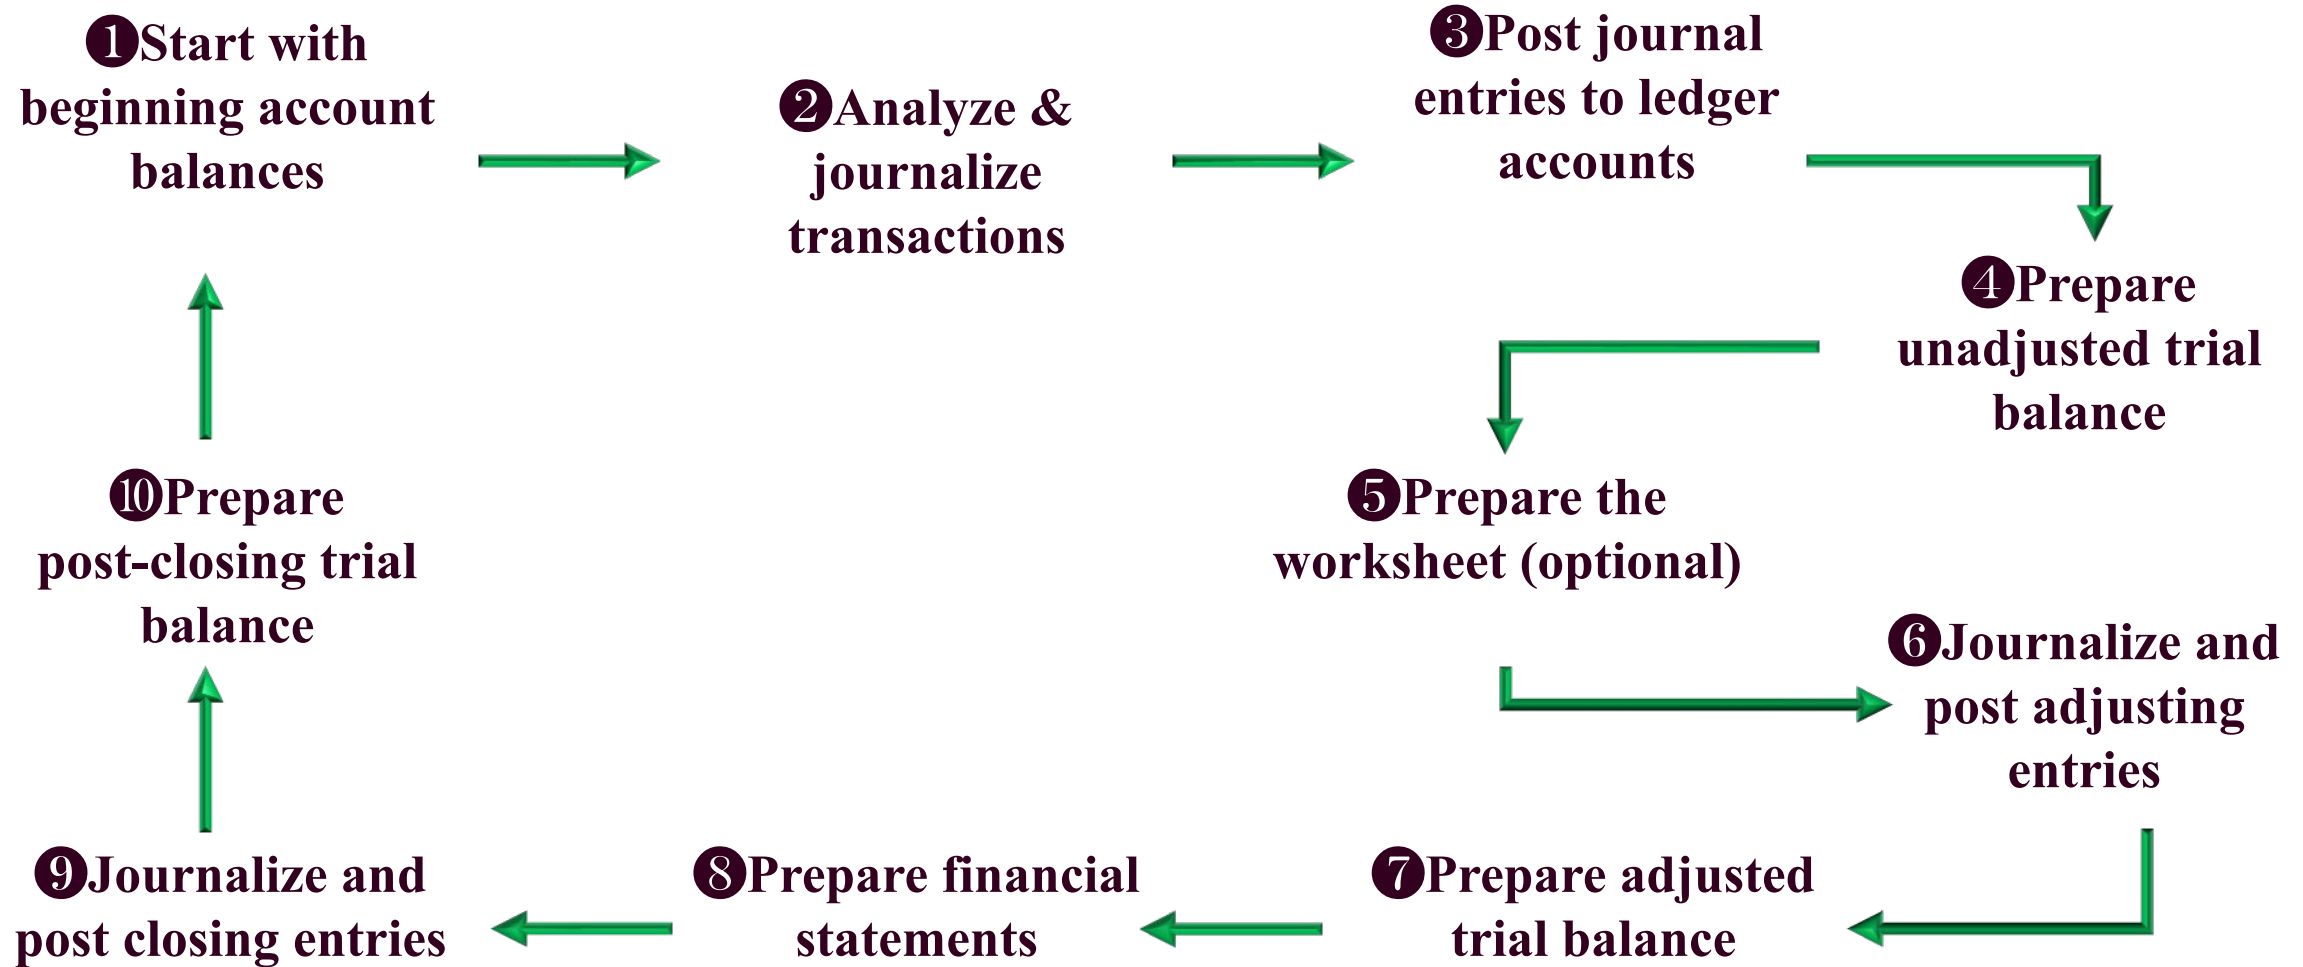 ❶Start with
beginning account
balances
❷Analyze &
journalize
transactions
❸Post journal
entries to ledger
accounts
❹Prepare
unadjusted trial
balance
❺Prepare the
worksheet (optional)
❻Journalize and
post adjusting
entries
❼Prepare adjusted
trial balance
❽Prepare financial
statements
❾Journalize and
post closing entries
❿Prepare
post-closing trial
balance